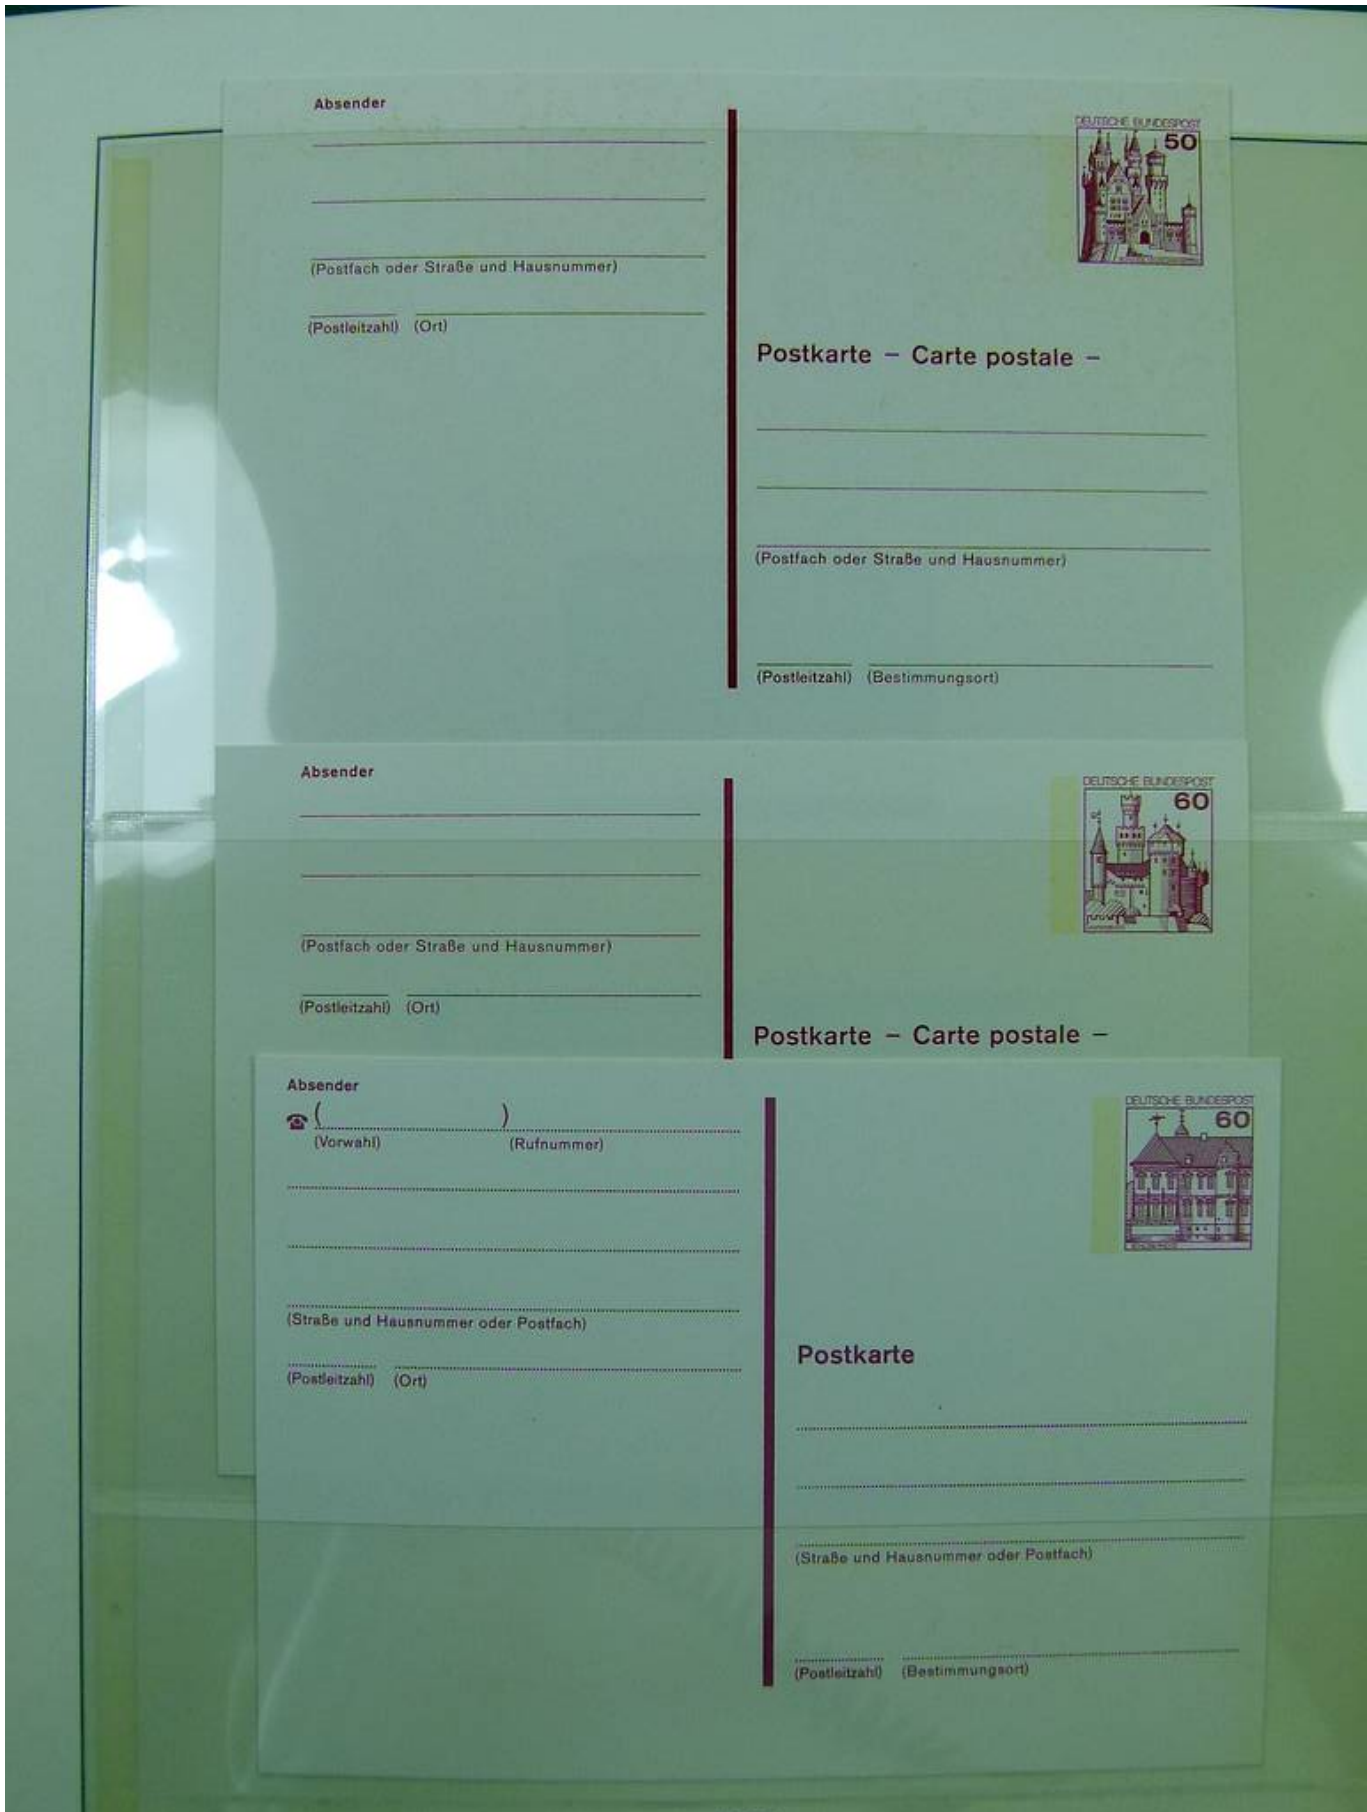 Absender
DEUTSCHE BUNDESPOST
50
(Postfach oder Straße und Hausnummer)
(Postleitzahl) (Ort)
Postkarte – Carte postale –
(Postfach oder Straße und Hausnummer)
(Postleitzahl) (Bestimmungsort)
Absender
DEUTSCHE BUNDESPOST
60
(Postfach oder Straße und Hausnummer)
(Postleitzahl) (Ort)
Postkarte – Carte postale –
Absender
DEUTSCHE BUNDESPOST
60
☎ ( )
(Vorwahl) (Rufnummer)
(Straße und Hausnummer oder Postfach)
(Postleitzahl) (Ort)
Postkarte
(Straße und Hausnummer oder Postfach)
(Postleitzahl) (Bestimmungsort)